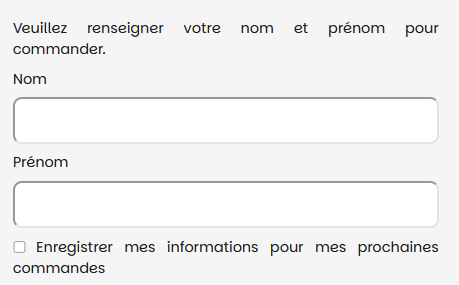 Veuillez renseigner votre nom et prénom pour
commander.
Nom
Prénom
Enregistrer mes informations pour mes prochaines
commandes